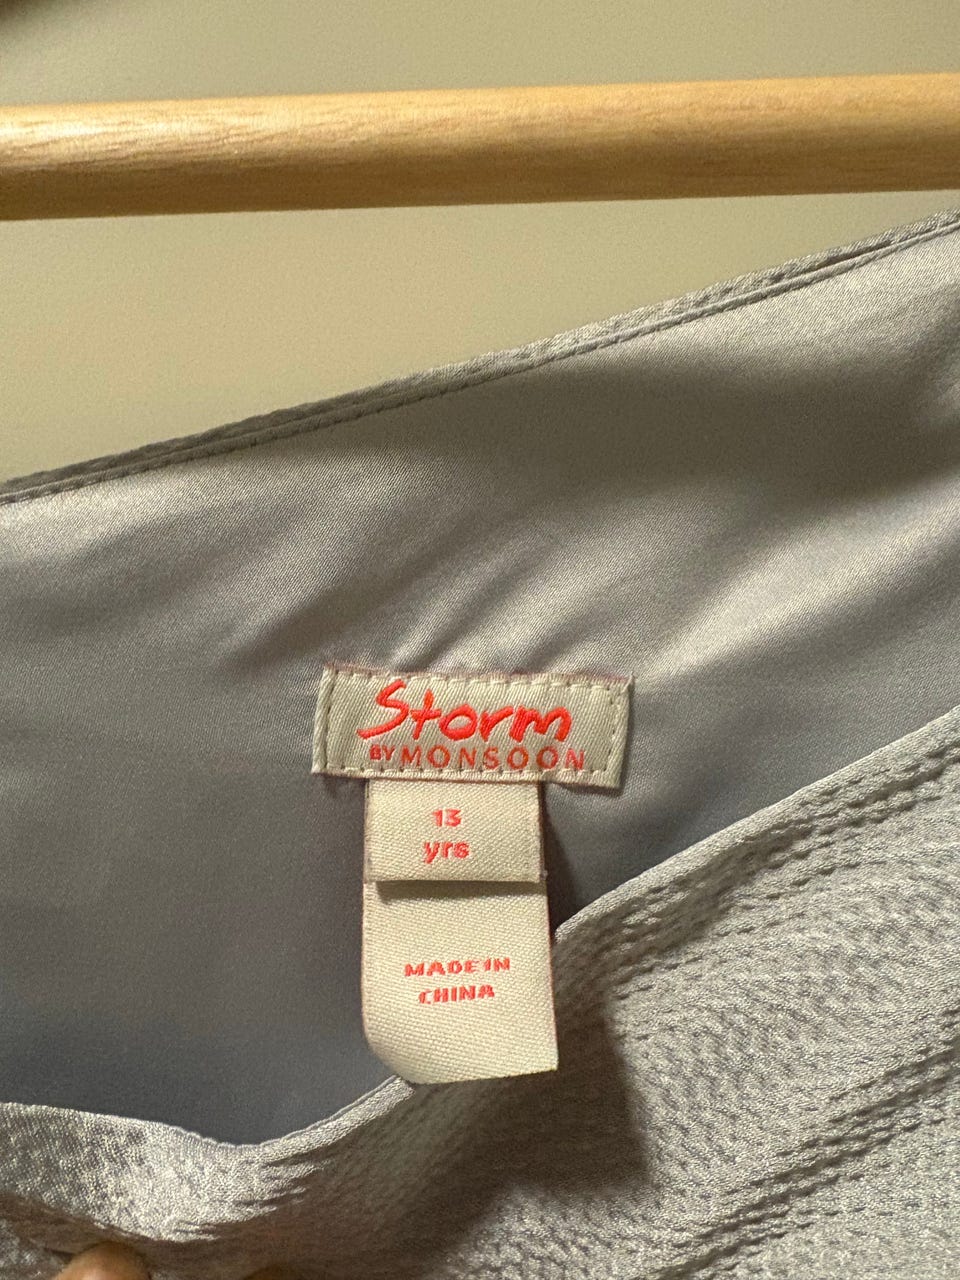 Storm
BY MONSOON
13
yrs
MADE IN
CHINA